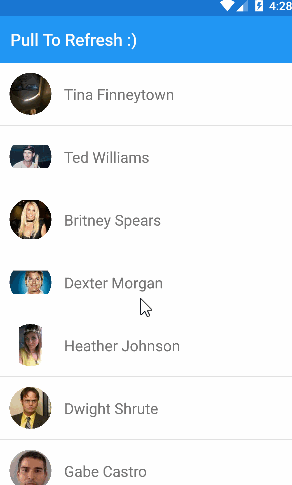 4:28
Pull To Refresh :)
Tina Finneytown
Ted Williams
Britney Spears
Dexter Morgan
Heather Johnson
Dwight Shrute
Gabe Castro